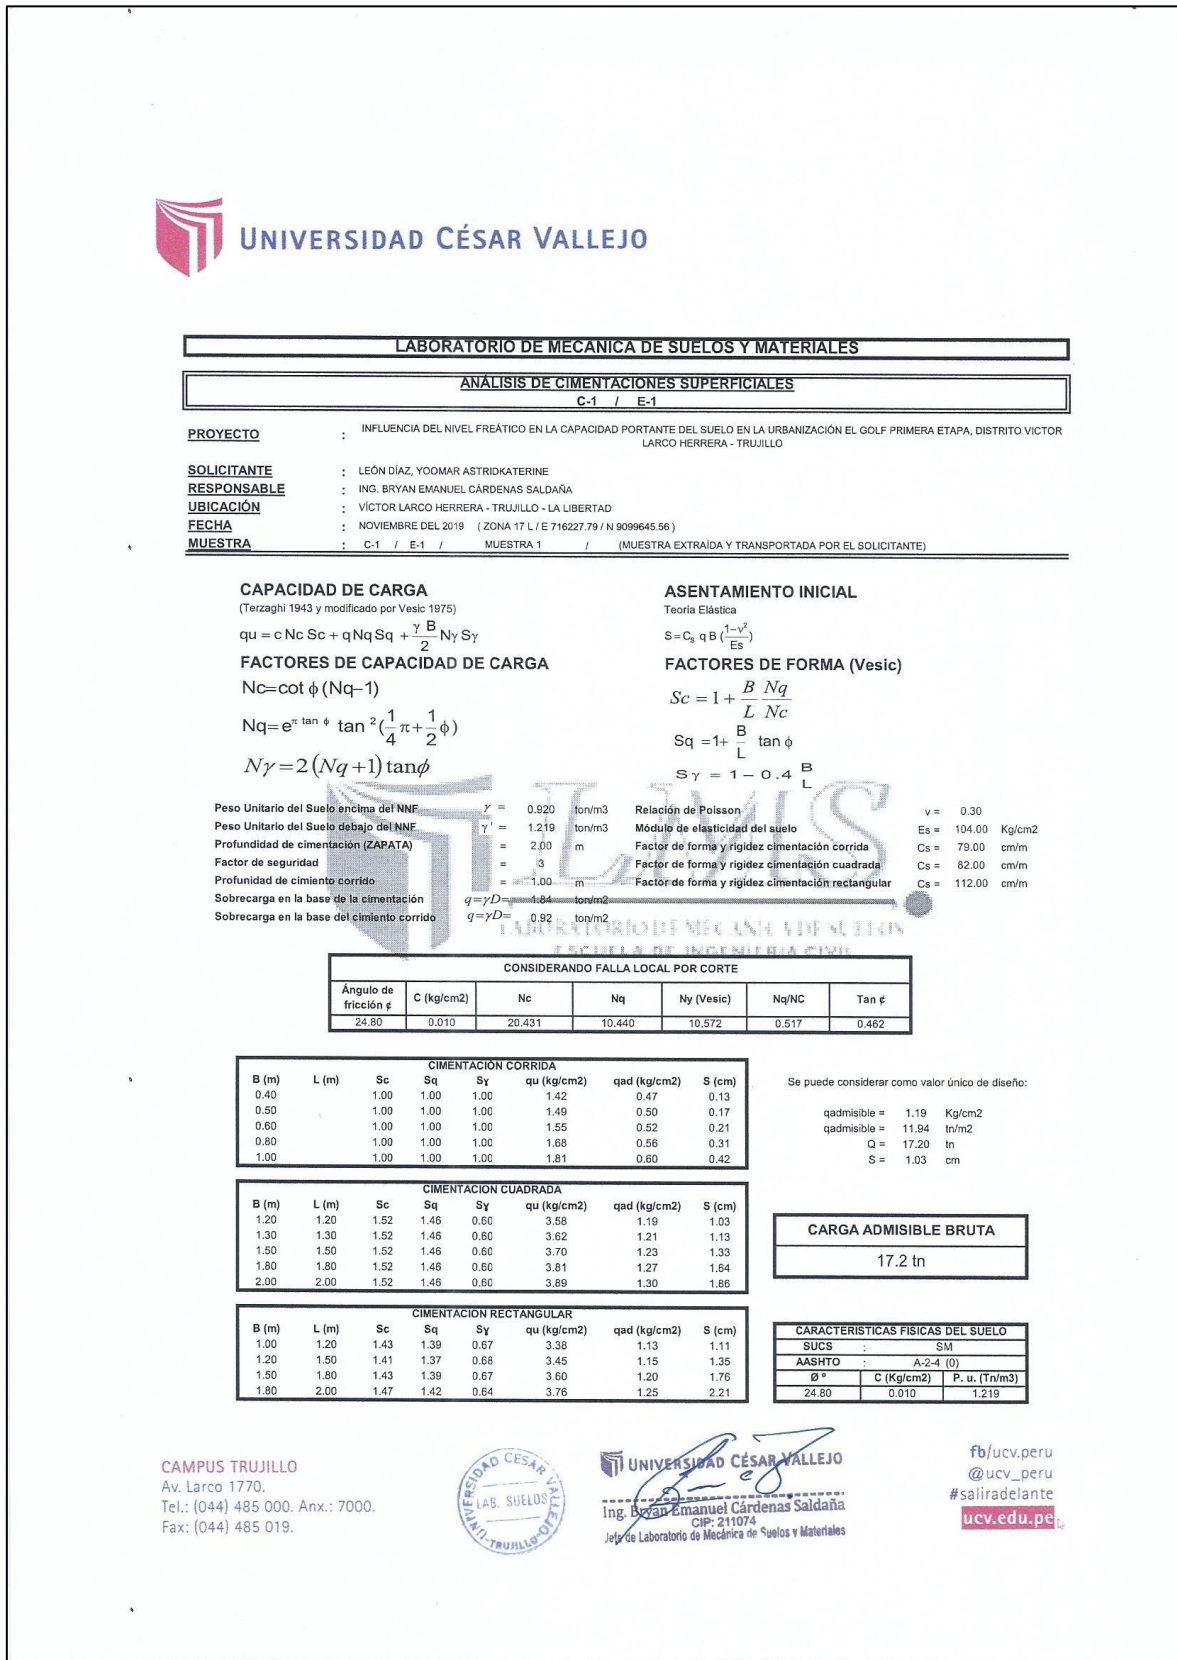 UNIVERSIDAD CÉSAR VALLEJO
LABORATORIO DE MECANICA DE SUELOS Y MATERIALES
ANÁLISIS DE CIMENTACIONES SUPERFICIALES
C-1 / E-1
PROYECTO : INFLUENCIA DEL NIVEL FREÁTICO EN LA CAPACIDAD PORTANTE DEL SUELO EN LA URBANIZACIÓN EL GOLF PRIMERA ETAPA, DISTRITO VICTOR
LARCO HERRERA - TRUJILLO
SOLICITANTE : LEÓN DÍAZ, YOOMAR ASTRIDKATERINE
RESPONSABLE : ING. BRYAN EMANUEL CÁRDENAS SALDAÑA
UBICACIÓN : VÍCTOR LARCO HERRERA - TRUJILLO - LA LIBERTAD
FECHA : NOVIEMBRE DEL 2019 ( ZONA 17 L / E 716227.79 / N 9099645.56 )
MUESTRA : C-1 / E-1 / MUESTRA 1 / (MUESTRA EXTRAÍDA Y TRANSPORTADA POR EL SOLICITANTE)
CAPACIDAD DE CARGA
(Terzaghi 1943 y modificado por Vesic 1975)
qu = c Nc Sc + q Nq Sq + γ B/2 Nγ Sγ
FACTORES DE CAPACIDAD DE CARGA
Nc=cot ϕ (Nq-1)
Nq=e^π tan ϕ tan ²(1/4 π+ 1/2 ϕ)
Nγ=2(Nq+1)tanϕ
ASENTAMIENTO INICIAL
Teoría Elástica
S=Cs q B (1-ν²/Es)
FACTORES DE FORMA (Vesic)
Sc = 1 + B/L Nq/Nc
Sq =1+ B/L tan ϕ
Sγ = 1 - 0.4 B/L
Peso Unitario del Suelo encima del NNF γ = 0.920 ton/m3 Relación de Poisson ν = 0.30
Peso Unitario del Suelo debajo del NNF γ' = 1.219 ton/m3 Módulo de elasticidad del suelo Es = 104.00 Kg/cm2
Profundidad de cimentación (ZAPATA) = 2.00 m Factor de forma y rigidez cimentación corrida Cs = 79.00 cm/m
Factor de seguridad = 3 Factor de forma y rigidez cimentación cuadrada Cs = 82.00 cm/m
Profunidad de cimiento corrido = 1.00 m Factor de forma y rigidez cimentación rectangular Cs = 112.00 cm/m
Sobrecarga en la base de la cimentación q=γD= 1.84 ton/m2
Sobrecarga en la base del cimiento corrido q=γD= 0.92 ton/m2
LMS
LABORATORIO DE MECANICA DE SUELOS
ESCUELA DE INGENIERIA CIVIL
CONSIDERANDO FALLA LOCAL POR CORTE
Ángulo de fricción ¢ C (kg/cm2) Nc Nq Ny (Vesic) Nq/NC Tan ¢
24.80 0.010 20.431 10.440 10.572 0.517 0.462
CIMENTACIÓN CORRIDA
B (m) L (m) Sc Sq Sγ qu (kg/cm2) qad (kg/cm2) S (cm)
0.40 1.00 1.00 1.00 1.42 0.47 0.13
0.50 1.00 1.00 1.00 1.49 0.50 0.17
0.60 1.00 1.00 1.00 1.55 0.52 0.21
0.80 1.00 1.00 1.00 1.68 0.56 0.31
1.00 1.00 1.00 1.00 1.81 0.60 0.42
Se puede considerar como valor único de diseño:
qadmisible = 1.19 Kg/cm2
qadmisible = 11.94 tn/m2
Q = 17.20 tn
S = 1.03 cm
CIMENTACION CUADRADA
B (m) L (m) Sc Sq Sγ qu (kg/cm2) qad (kg/cm2) S (cm)
1.20 1.20 1.52 1.46 0.60 3.58 1.19 1.03
1.30 1.30 1.52 1.46 0.60 3.62 1.21 1.13
1.50 1.50 1.52 1.46 0.60 3.70 1.23 1.33
1.80 1.80 1.52 1.46 0.60 3.81 1.27 1.64
2.00 2.00 1.52 1.46 0.60 3.89 1.30 1.86
CARGA ADMISIBLE BRUTA
17.2 tn
CIMENTACION RECTANGULAR
B (m) L (m) Sc Sq Sγ qu (kg/cm2) qad (kg/cm2) S (cm)
1.00 1.20 1.43 1.39 0.67 3.38 1.13 1.11
1.20 1.50 1.41 1.37 0.68 3.45 1.15 1.35
1.50 1.80 1.43 1.39 0.67 3.60 1.20 1.76
1.80 2.00 1.47 1.42 0.64 3.76 1.25 2.21
CARACTERISTICAS FISICAS DEL SUELO
SUCS : SM
AASHTO : A-2-4 (0)
Ø º C (Kg/cm2) P. u. (Tn/m3)
24.80 0.010 1.219
CAMPUS TRUJILLO
Av. Larco 1770.
Tel.: (044) 485 000. Anx.: 7000.
Fax: (044) 485 019.
UNIVERSIDAD CESAR VALLEJO
LAB. SUELOS
-TRUJILLO-
UNIVERSIDAD CÉSAR VALLEJO
Ing. Bryan Emanuel Cárdenas Saldaña
CIP: 211074
Jefe de Laboratorio de Mecánica de Suelos y Materiales
fb/ucv.peru
@ucv_peru
#saliradelante
ucv.edu.pe